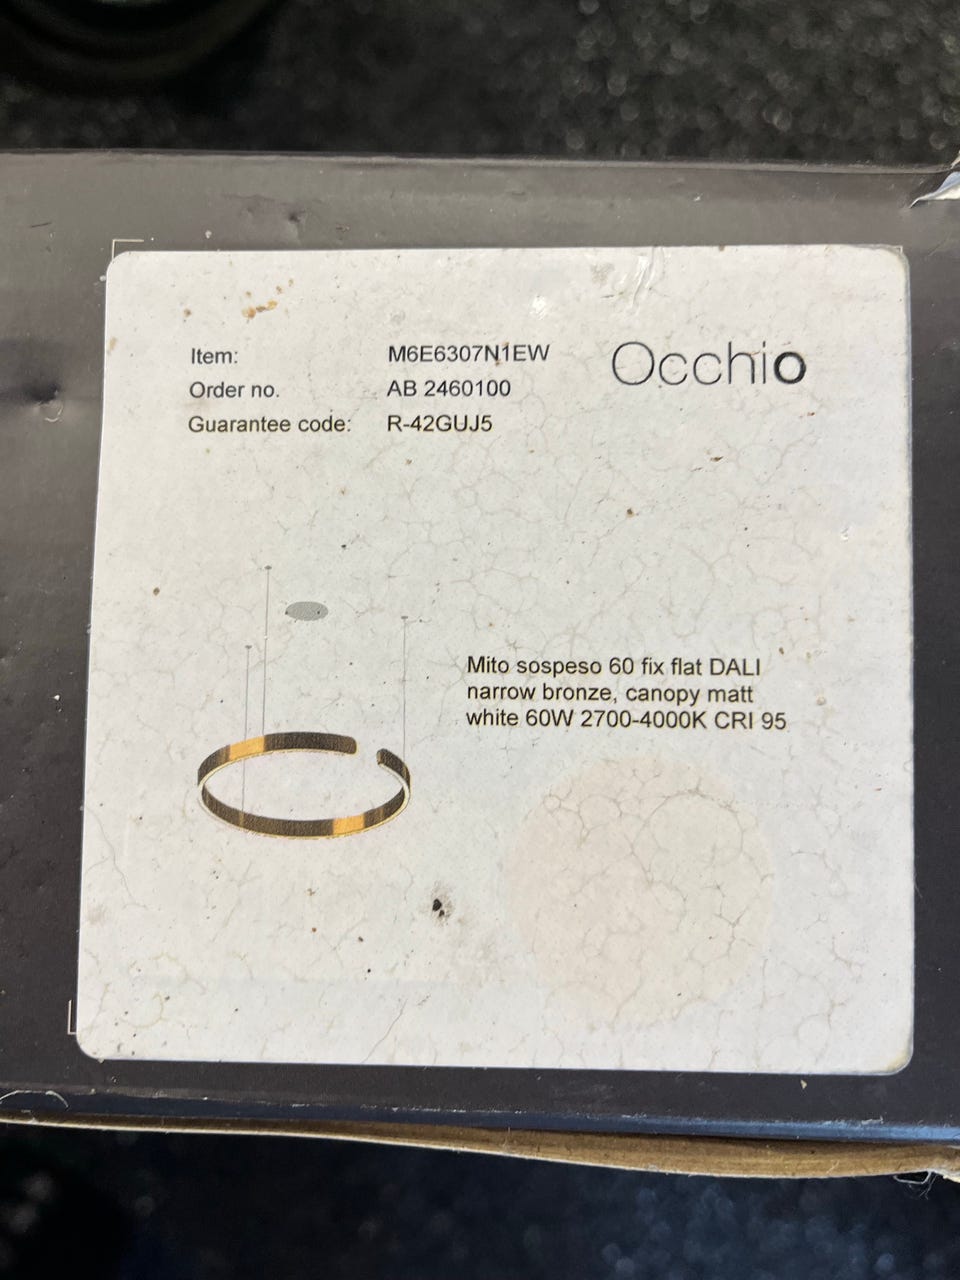 Item: M6E6307N1EW
Order no. AB 2460100
Guarantee code: R-42GUJ5
Occhio
Mito sospeso 60 fix flat DALI
narrow bronze, canopy matt
white 60W 2700-4000K CRI 95